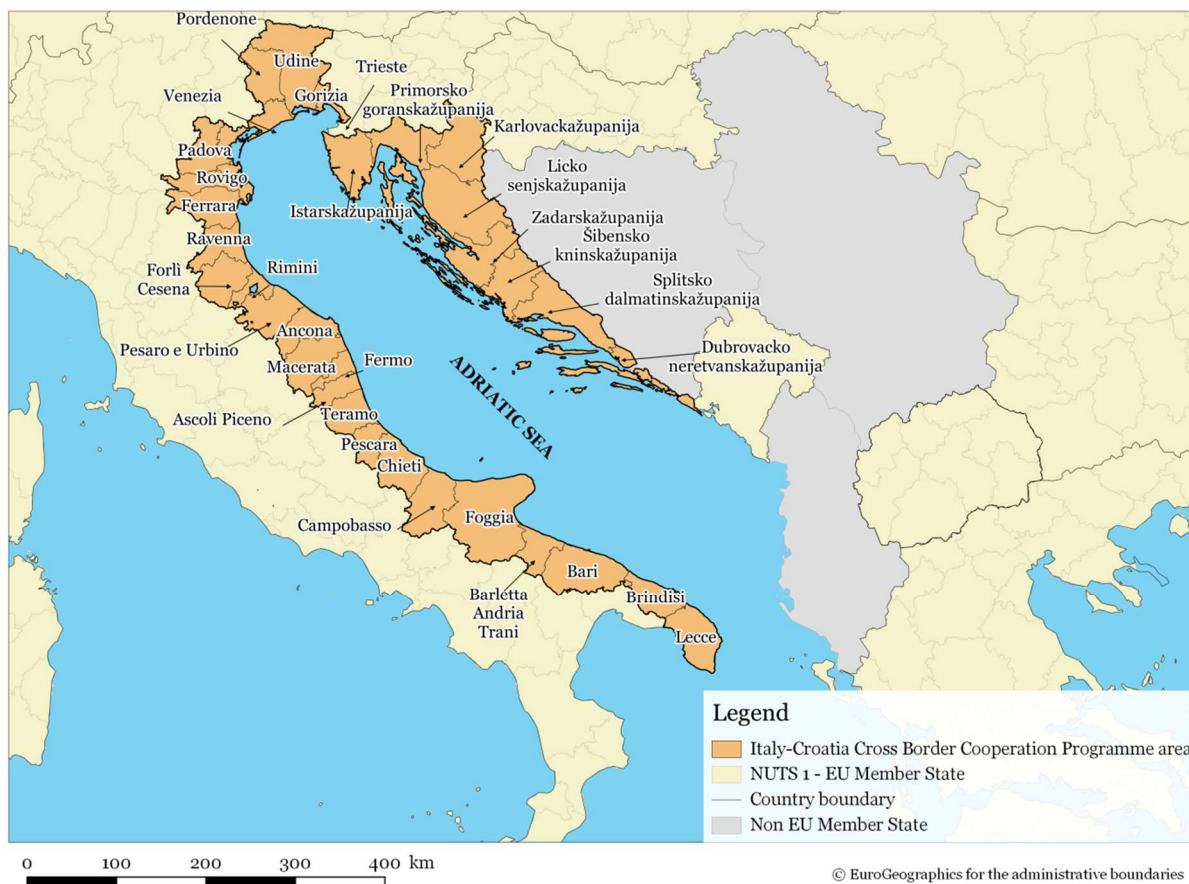 Pordenone
Udine
Trieste
Venezia
Gorizia
Primorsko
goranskažupanija
Karlovackažupanija
Padova
Licko
senjskažupanija
Rovigo
Ferrara
Istarskažupanija
Zadarskažupanija
Šibensko
kninskažupanija
Ravenna
Forlì
Cesena
Rimini
Splitsko
dalmatinskažupanija
Ancona
Pesaro e Urbino
Dubrovacko
neretvanskažupanija
Macerata
Fermo
ADRIATIC SEA
Ascoli Piceno
Teramo
Pescara
Chieti
Campobasso
Foggia
Bari
Barletta
Andria
Trani
Brindisi
Lecce
Legend
Italy-Croatia Cross Border Cooperation Programme area
NUTS 1 - EU Member State
Country boundary
Non EU Member State
0 100 200 300 400 km
© EuroGeographics for the administrative boundaries